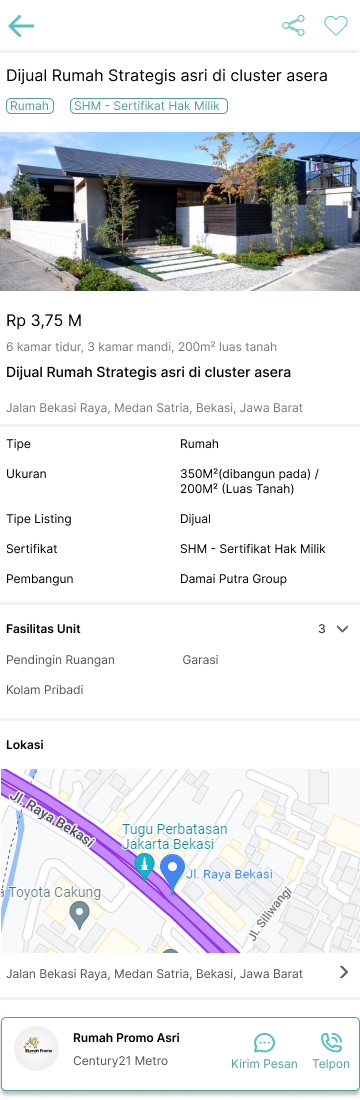 Dijual Rumah Strategis asri di cluster asera
Rumah
SHM - Sertifikat Hak Milik
Rp 3,75 M
6 kamar tidur, 3 kamar mandi, 200m² luas tanah
Dijual Rumah Strategis asri di cluster asera
Jalan Bekasi Raya, Medan Satria, Bekasi, Jawa Barat
Tipe Rumah
Ukuran 350M²(dibangun pada) /
200M² (Luas Tanah)
Tipe Listing Dijual
Sertifikat SHM - Sertifikat Hak Milik
Pembangun Damai Putra Group
Fasilitas Unit 3
Pendingin Ruangan Garasi
Kolam Pribadi
Lokasi
Jl. Raya Bekasi
Tugu Perbatasan
Jakarta Bekasi
Jl. Raya Bekasi
a Toyota Cakung
Jl. Siliwangi
Jalan Bekasi Raya, Medan Satria, Bekasi, Jawa Barat
Rumah Promo
Rumah Promo Asri
Century21 Metro
Kirim Pesan
Telpon